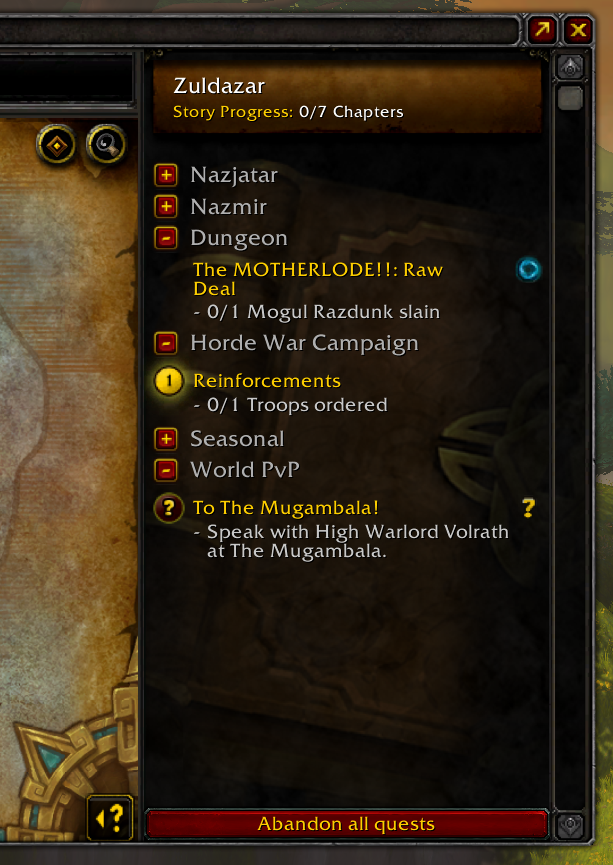 Zuldazar
Story Progress: 0/7 Chapters
Nazjatar
Nazmir
Dungeon
The MOTHERLODE!!: Raw
Deal
- 0/1 Mogul Razdunk slain
Horde War Campaign
1 Reinforcements
- 0/1 Troops ordered
Seasonal
World PvP
? To The Mugambala! ?
- Speak with High Warlord Volrath
at The Mugambala.
?
Abandon all quests